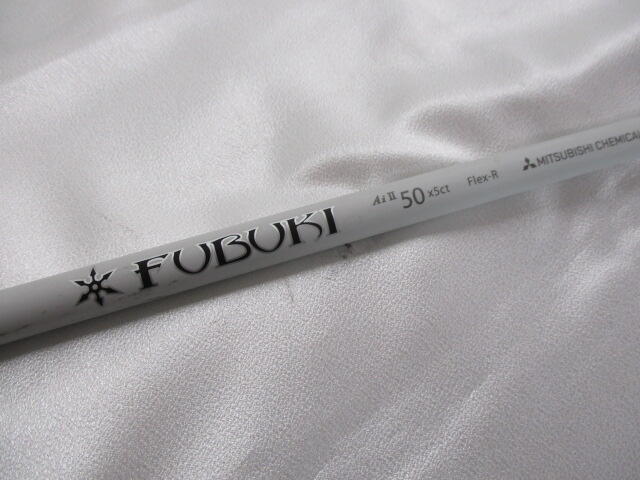 FUBUKI Ai II 50 x5ct Flex-R MITSUBISHI CHEMICAL